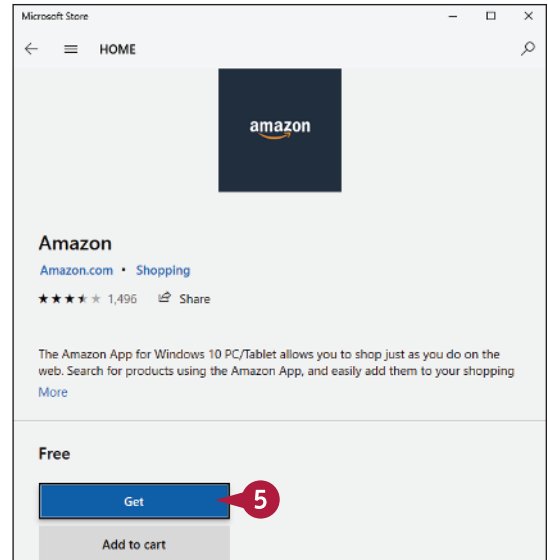 Microsoft Store
HOME
amazon
Amazon
Amazon.com • Shopping
1,496 Share
The Amazon App for Windows 10 PC/Tablet allows you to shop just as you do on the
web. Search for products using the Amazon App, and easily add them to your shopping
More
Free
Get 5
Add to cart